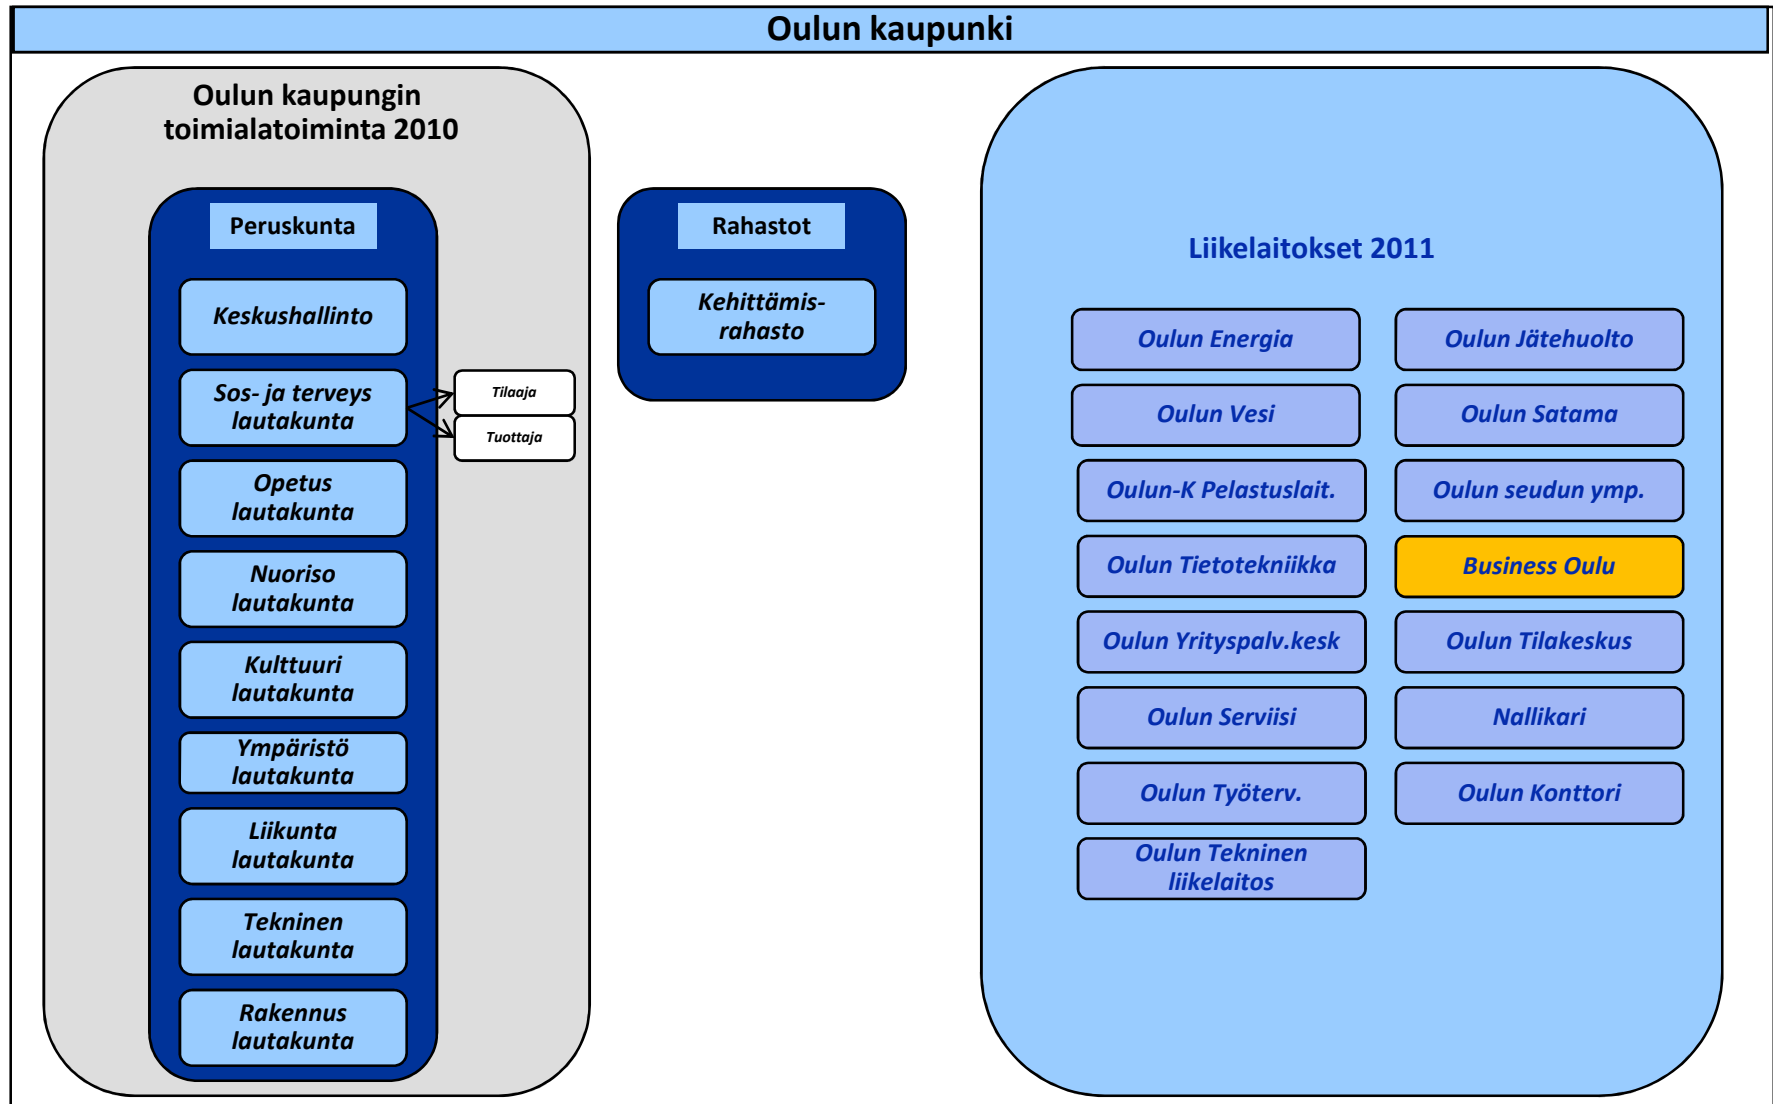 Oulun kaupunki
Oulun kaupungin
toimialatoiminta 2010
Peruskunta
Keskushallinto
Sos- ja terveys
lautakunta
Tilaaja
Tuottaja
Opetus
lautakunta
Nuoriso
lautakunta
Kulttuuri
lautakunta
Ympäristö
lautakunta
Liikunta
lautakunta
Tekninen
lautakunta
Rakennus
lautakunta
Rahastot
Kehittämis-
rahasto
Liikelaitokset 2011
Oulun Energia
Oulun Jätehuolto
Oulun Vesi
Oulun Satama
Oulun-K Pelastuslait.
Oulun seudun ymp.
Oulun Tietotekniikka
Business Oulu
Oulun Yrityspalv.kesk
Oulun Tilakeskus
Oulun Serviisi
Nallikari
Oulun Työterv.
Oulun Konttori
Oulun Tekninen
liikelaitos